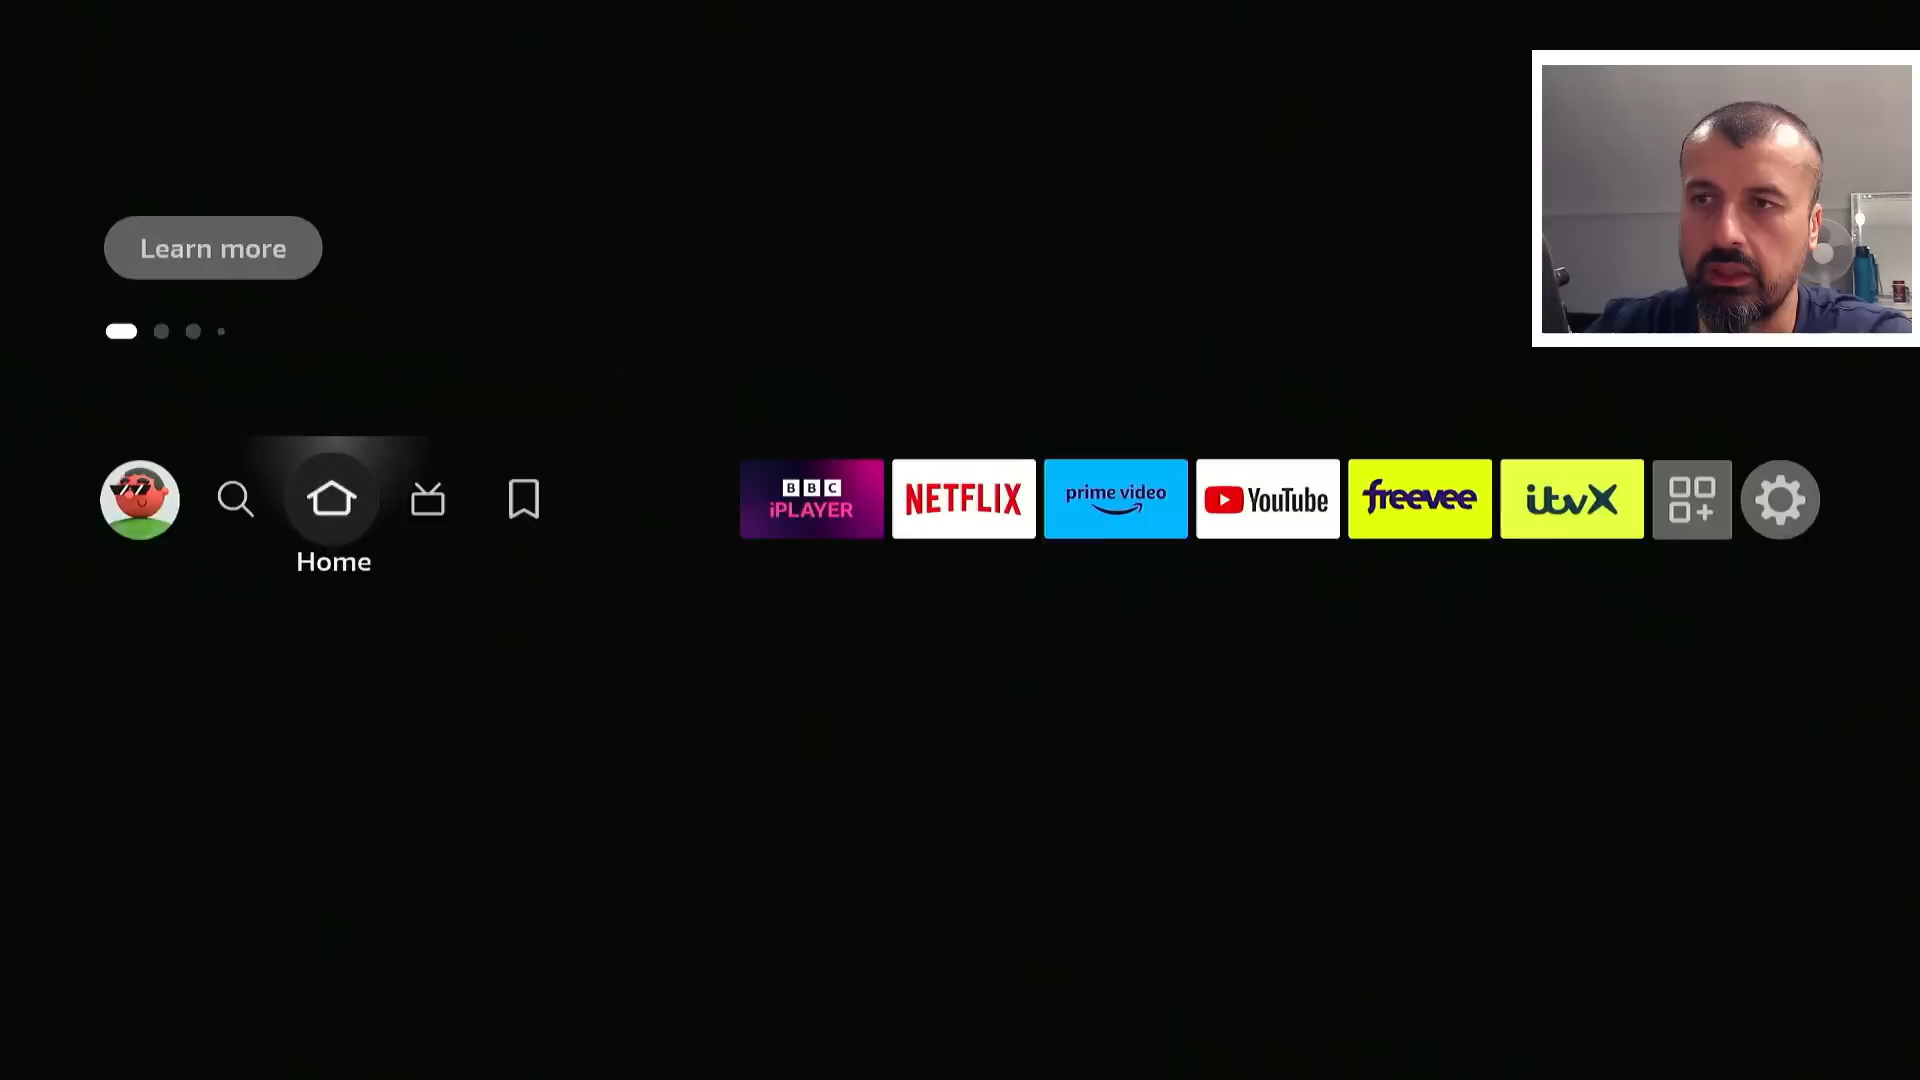 Learn more
Home
BBC
iPLAYER
NETFLIX
prime video
YouTube
freevee
itvX